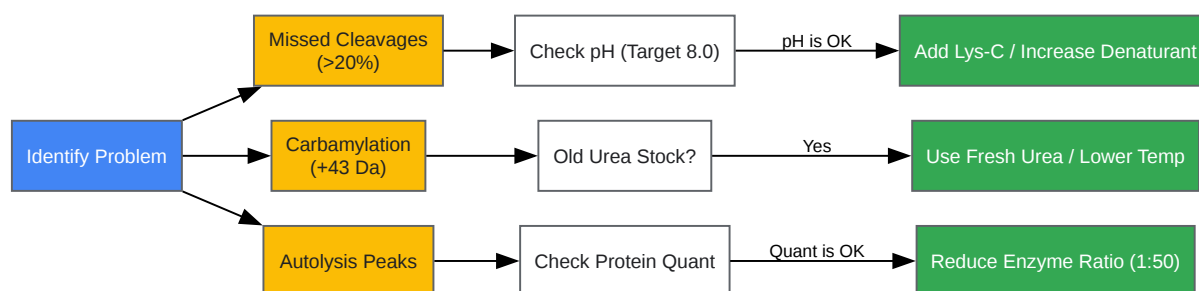 Missed Cleavages
(>20%)
Check pH (Target 8.0)
pH is OK
Add Lys-C / Increase Denaturant
Identify Problem
Carbamylation
(+43 Da)
Old Urea Stock?
Yes
Use Fresh Urea / Lower Temp
Autolysis Peaks
Check Protein Quant
Quant is OK
Reduce Enzyme Ratio (1:50)